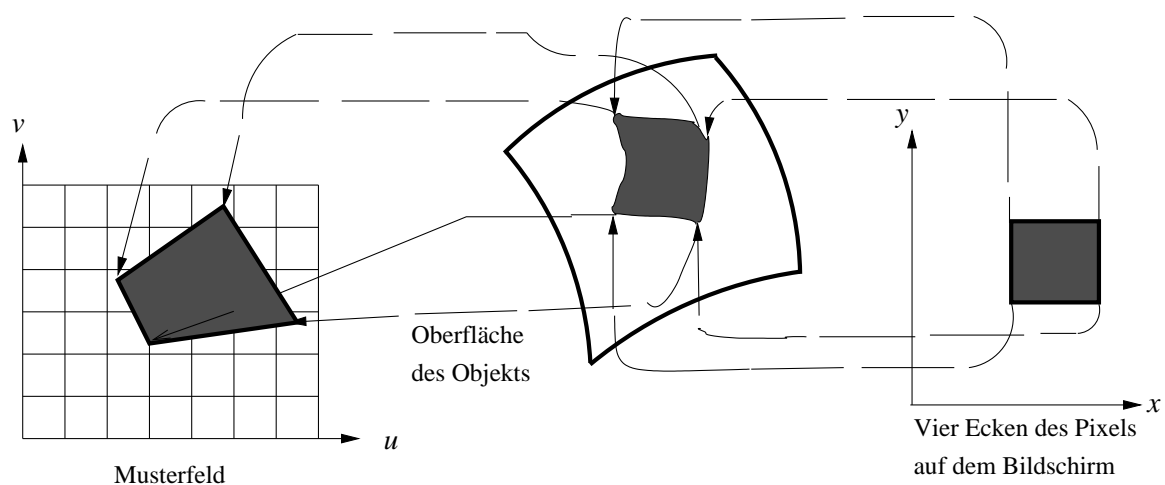 v
u
Musterfeld
Oberfläche
des Objekts
y
x
Vier Ecken des Pixels
auf dem Bildschirm